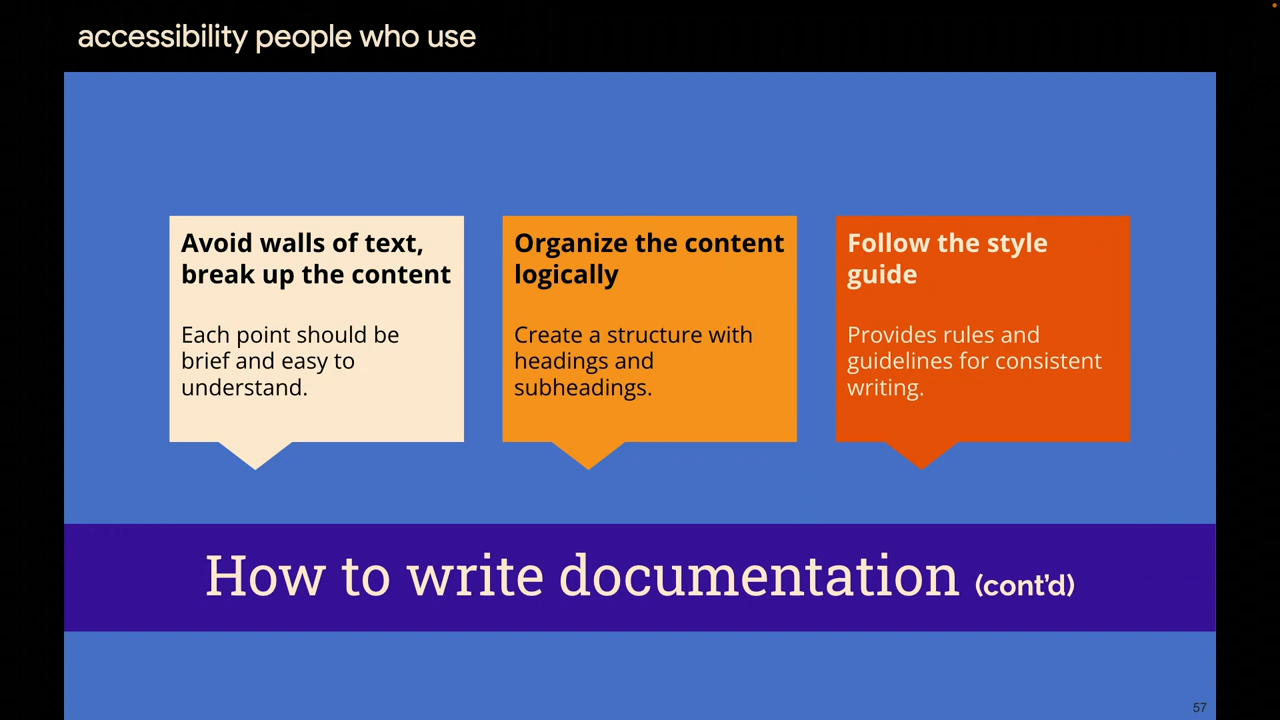 accessibility people who use
Avoid walls of text,
break up the content
Each point should be
brief and easy to
understand.
Organize the content
logically
Create a structure with
headings and
subheadings.
Follow the style
guide
Provides rules and
guidelines for consistent
writing.
How to write documentation (cont'd)
57